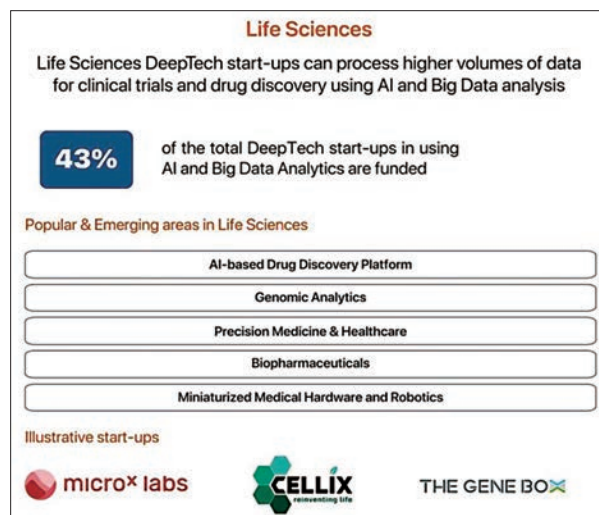 Life Sciences
Life Sciences DeepTech start-ups can process higher volumes of data
for clinical trials and drug discovery using AI and Big Data analysis
43%
of the total DeepTech start-ups in using
AI and Big Data Analytics are funded
Popular & Emerging areas in Life Sciences
AI-based Drug Discovery Platform
Genomic Analytics
Precision Medicine & Healthcare
Biopharmaceuticals
Miniaturized Medical Hardware and Robotics
Illustrative start-ups
microx labs
CELLiX
reinventing life
THE GENE BOX